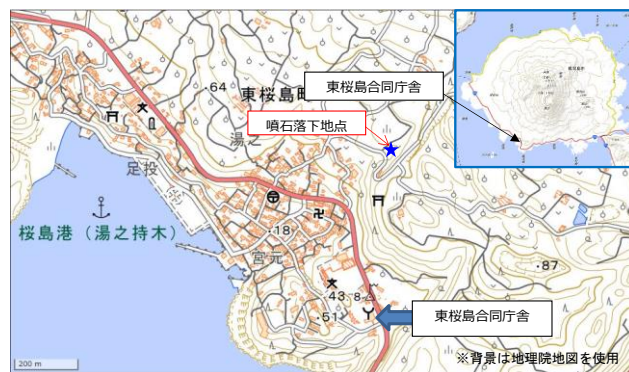 東桜島合同庁舎
東桜島町
噴石落下地点
64
湯之
足投
桜島港（湯之持木）
18
宮元
87
43.8
51
東桜島合同庁舎
200 m
※背景は地理院地図を使用